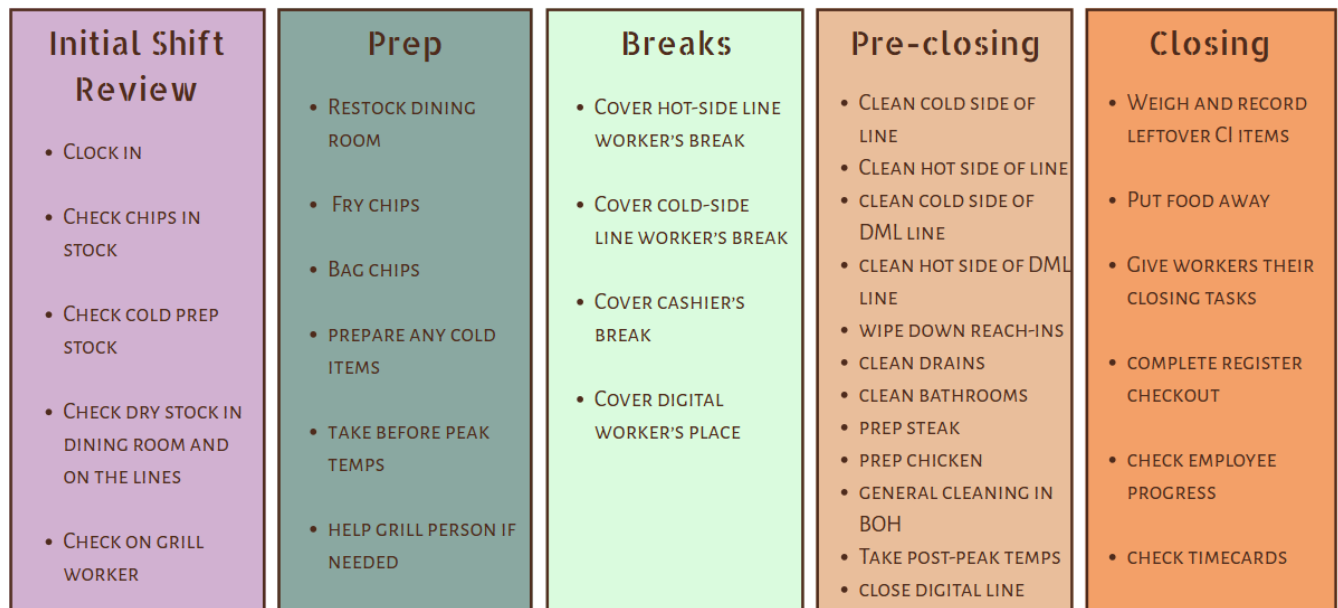 Initial Shift
Review
• Clock in
• Check chips in
stock
• Check cold prep
stock
• Check dry stock in
dining room and
on the lines
• Check on grill
worker
Prep
• Restock dining
room
• Fry chips
• Bag chips
• prepare any cold
items
• take before peak
temps
• help grill person if
needed
Breaks
• Cover hot-side line
worker's break
• Cover cold-side
line worker's break
• Cover cashier's
break
• Cover digital
worker's place
Pre-closing
• Clean cold side of
line
• Clean hot side of line
• clean cold side of
DML line
• clean hot side of DML
line
• wipe down reach-ins
• clean drains
• clean bathrooms
• prep steak
• prep chicken
• general cleaning in
BOH
• Take post-peak temps
• close digital line
Closing
• Weigh and record
leftover CI items
• Put food away
• Give workers their
closing tasks
• complete register
checkout
• check employee
progress
• check timecards